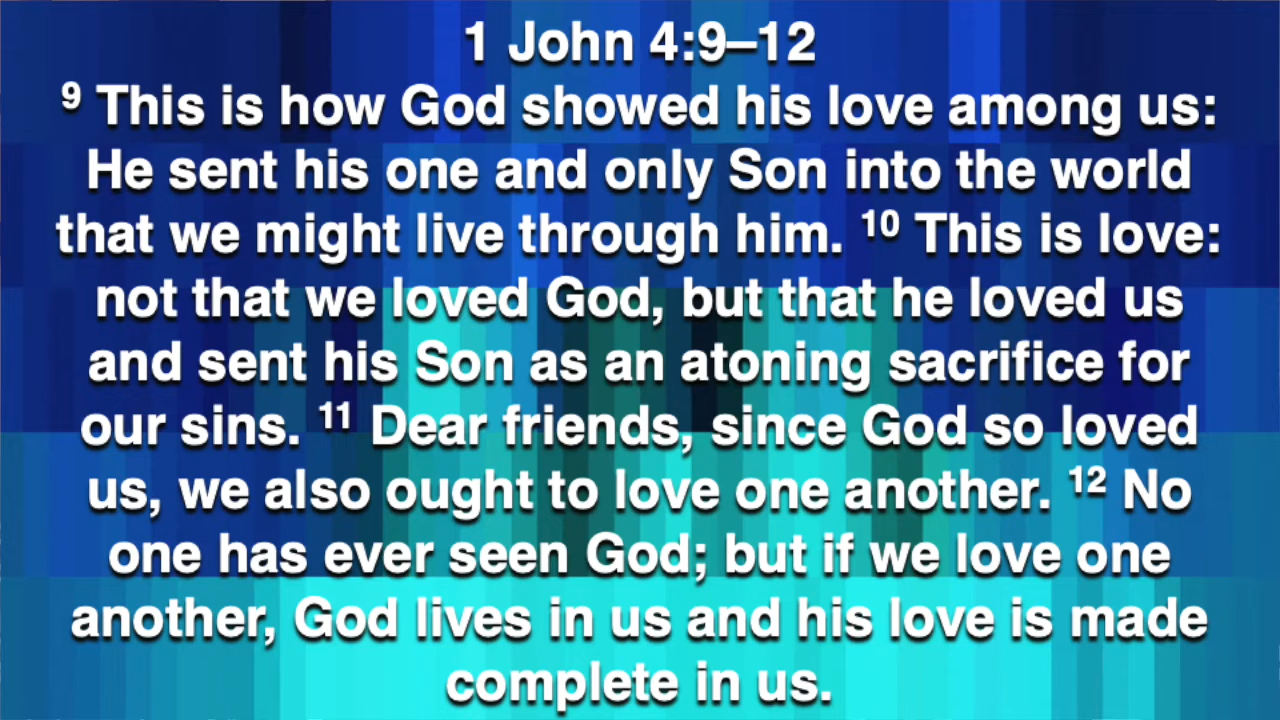 1 John 4:9–12
⁹ This is how God showed his love among us:
He sent his one and only Son into the world
that we might live through him. ¹⁰ This is love:
not that we loved God, but that he loved us
and sent his Son as an atoning sacrifice for
our sins. ¹¹ Dear friends, since God so loved
us, we also ought to love one another. ¹² No
one has ever seen God; but if we love one
another, God lives in us and his love is made
complete in us.